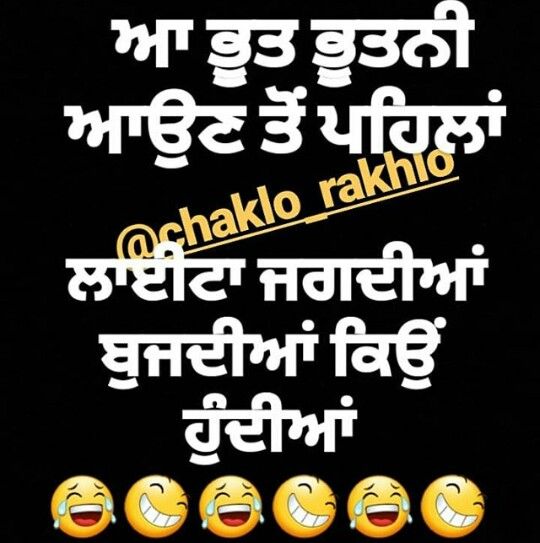 ਆ ਭੂਤ ਭੂਤਨੀ
ਆਉਣ ਤੋਂ ਪਹਿਲਾਂ
@chaklo_rakhlo
ਲਾਈਟਾ ਜਗਦੀਆਂ
ਬੁਜਦੀਆਂ ਕਿਉਂ
ਹੁੰਦੀਆਂ
😂😆😂😆😂😆